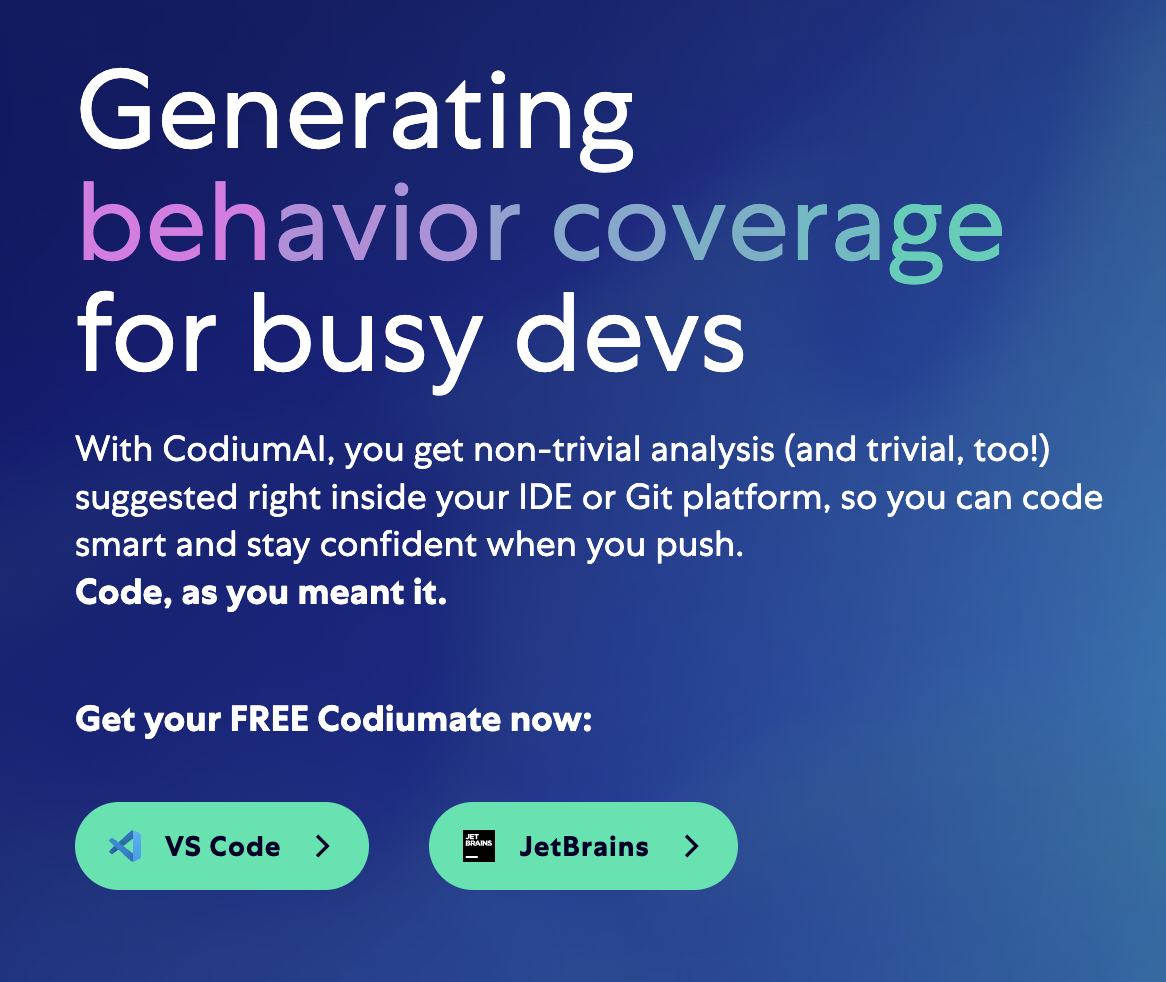 Generating
behavior coverage
for busy devs
With CodiumAI, you get non-trivial analysis (and trivial, too!)
suggested right inside your IDE or Git platform, so you can code
smart and stay confident when you push.
Code, as you meant it.
Get your FREE Codiumate now:
VS Code
JET
BRAINS
JetBrains